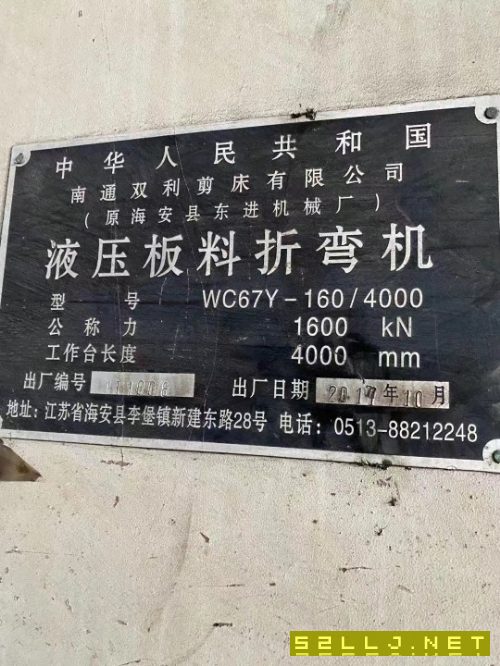 中华人民共和国
南通双利剪床有限公司
(原海安县东进机械厂)
液压板料折弯机
型号 WC67Y-160/4000
公称力 1600 kN
工作台长度 4000 mm
出厂编号 出厂日期 2017年10月
地址:江苏省海安县李堡镇新建东路28号 电话:0513-88212248
52LLJ.NET